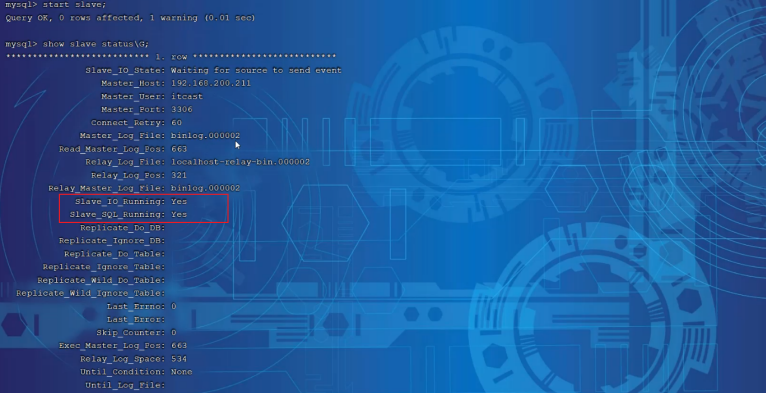 mysql> start slave;
Query OK, 0 rows affected, 1 warning (0.01 sec)
mysql> show slave status\G;
*************************** 1. row ***************************
Slave_IO_State: Waiting for source to send event
Master_Host: 192.168.200.211
Master_User: itcast
Master_Port: 3306
Connect_Retry: 60
Master_Log_File: binlog.000002
Read_Master_Log_Pos: 663
Relay_Log_File: localhost-relay-bin.000002
Relay_Log_Pos: 321
Relay_Master_Log_File: binlog.000002
Slave_IO_Running: Yes
Slave_SQL_Running: Yes
Replicate_Do_DB:
Replicate_Ignore_DB:
Replicate_Do_Table:
Replicate_Ignore_Table:
Replicate_Wild_Do_Table:
Replicate_Wild_Ignore_Table:
Last_Errno: 0
Last_Error:
Skip_Counter: 0
Exec_Master_Log_Pos: 663
Relay_Log_Space: 534
Until_Condition: None
Until_Log_File: